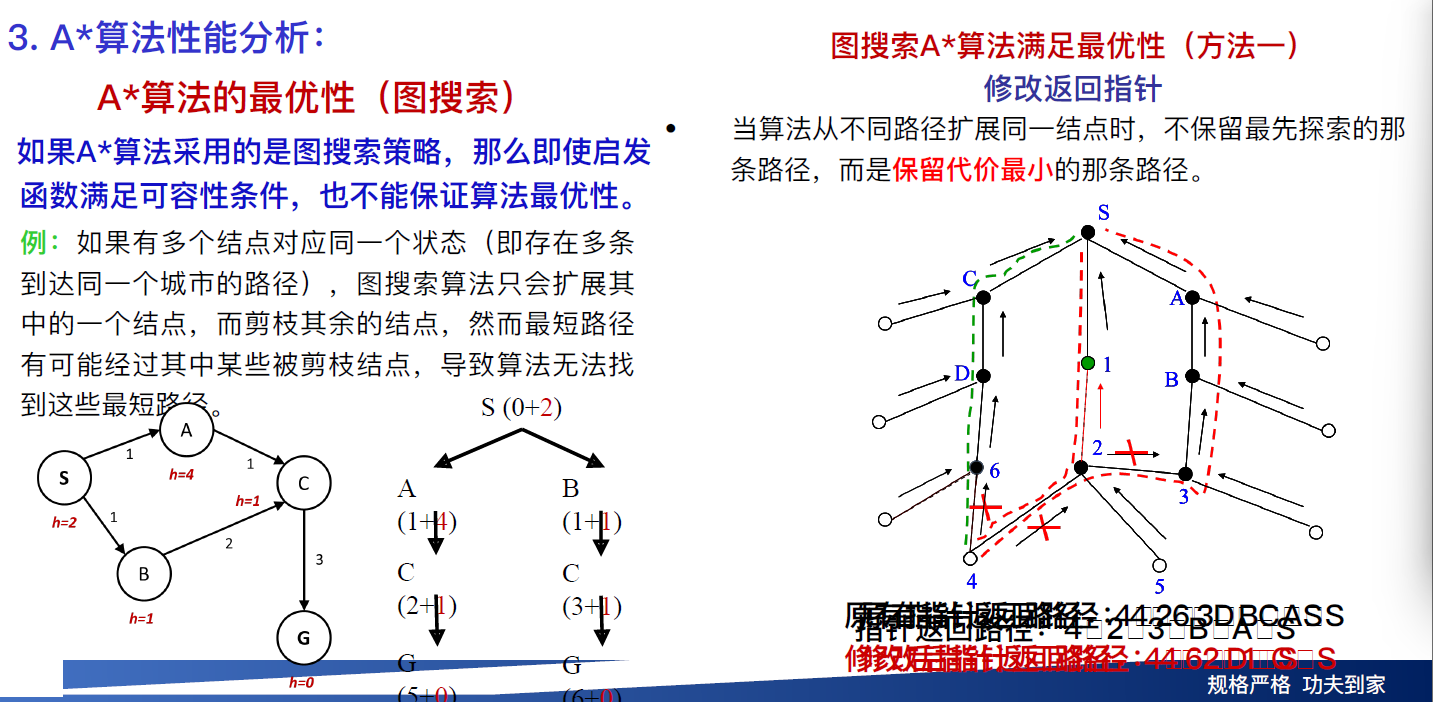 3. A*算法性能分析：
A*算法的最优性（图搜索）
如果A*算法采用的是图搜索策略，那么即使启发
函数满足可容性条件，也不能保证算法最优性。
例：如果有多个结点对应同一个状态（即存在多条
到达同一个城市的路径），图搜索算法只会扩展其
中的一个结点，而剪枝其余的结点，然而最短路径
有可能经过其中某些被剪枝结点，导致算法无法找
到这些最短路径。
A
1
1
S
h=4
C
h=1
h=2
1
2
B
3
h=1
G
h=0
S (0+2)
A
B
(1+4)
(1+1)
C
C
(2+1)
(3+1)
G
G
(5+0)
(6+0)
图搜索A*算法满足最优性（方法一）
修改返回指针
• 当算法从不同路径扩展同一结点时，不保留最先探索的那
条路径，而是保留代价最小的那条路径。
S
C
A
1
D
B
2
6
3
4
5
指针返回路径：4 2 3 B A S
规格严格 功夫到家